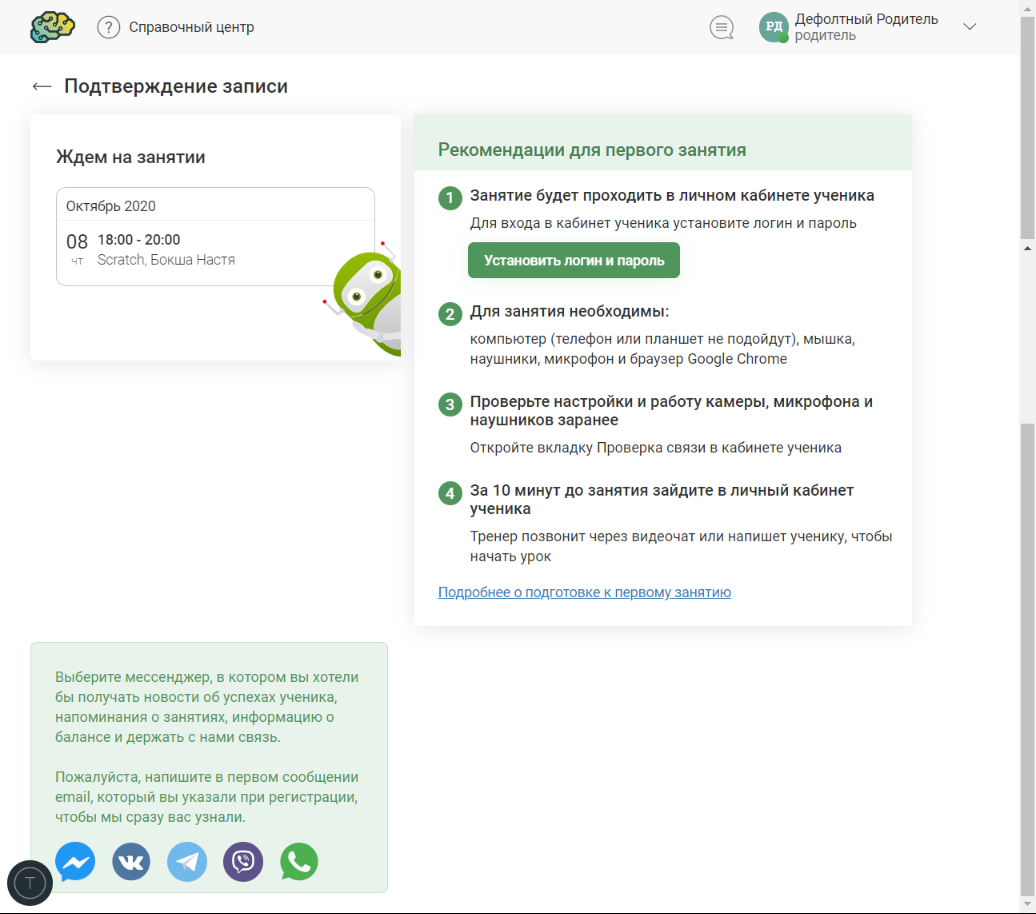 ? Справочный центр
РД Дефолтный Родитель
родитель
← Подтверждение записи
Ждем на занятии
Октябрь 2020
08 18:00 - 20:00
чт Scratch, Бокша Настя
Рекомендации для первого занятия
1 Занятие будет проходить в личном кабинете ученика
Для входа в кабинет ученика установите логин и пароль
Установить логин и пароль
2 Для занятия необходимы:
компьютер (телефон или планшет не подойдут), мышка,
наушники, микрофон и браузер Google Chrome
3 Проверьте настройки и работу камеры, микрофона и
наушников заранее
Откройте вкладку Проверка связи в кабинете ученика
4 За 10 минут до занятия зайдите в личный кабинет
ученика
Тренер позвонит через видеочат или напишет ученику, чтобы
начать урок
Подробнее о подготовке к первому занятию
Выберите мессенджер, в котором вы хотели
бы получать новости об успехах ученика,
напоминания о занятиях, информацию о
балансе и держать с нами связь.
Пожалуйста, напишите в первом сообщении
email, который вы указали при регистрации,
чтобы мы сразу вас узнали.
T